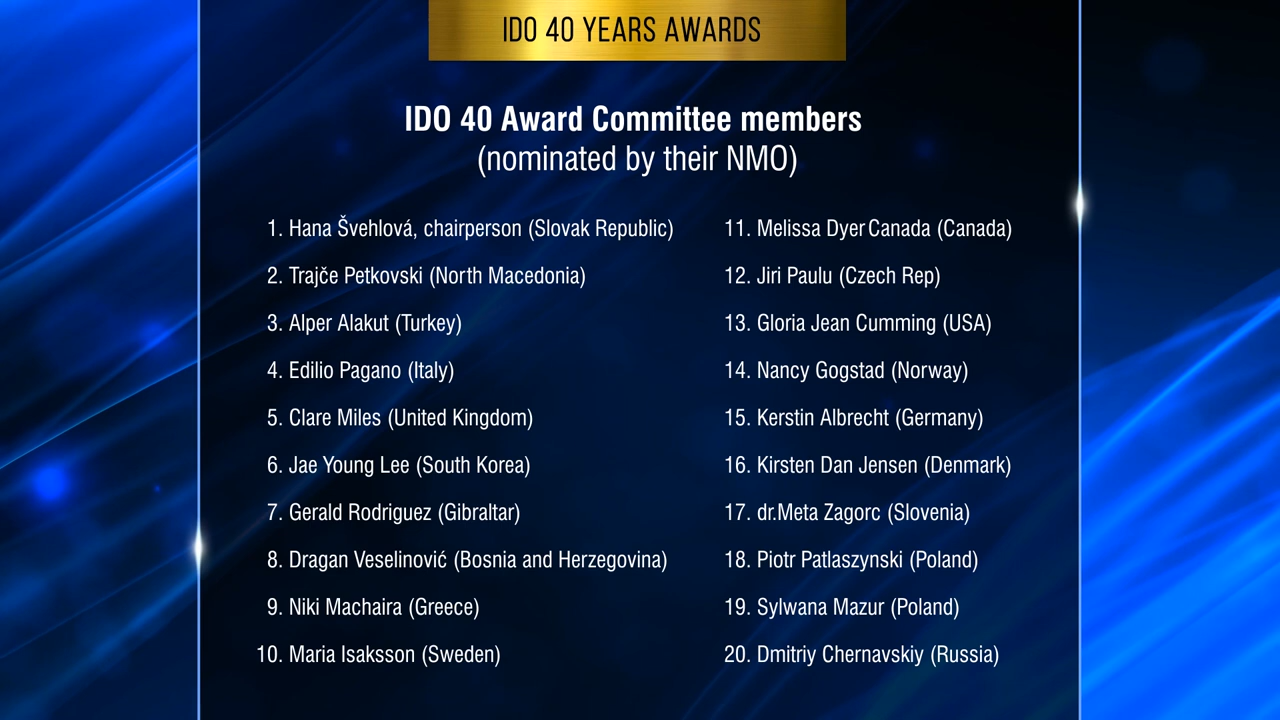 IDO 40 YEARS AWARDS
IDO 40 Award Committee members
(nominated by their NMO)
1. Hana Švehlová, chairperson (Slovak Republic)
2. Trajče Petkovski (North Macedonia)
3. Alper Alakut (Turkey)
4. Edilio Pagano (Italy)
5. Clare Miles (United Kingdom)
6. Jae Young Lee (South Korea)
7. Gerald Rodriguez (Gibraltar)
8. Dragan Veselinović (Bosnia and Herzegovina)
9. Niki Machaira (Greece)
10. Maria Isaksson (Sweden)
11. Melissa Dyer Canada (Canada)
12. Jiri Paulu (Czech Rep)
13. Gloria Jean Cumming (USA)
14. Nancy Gogstad (Norway)
15. Kerstin Albrecht (Germany)
16. Kirsten Dan Jensen (Denmark)
17. dr.Meta Zagorc (Slovenia)
18. Piotr Patlaszynski (Poland)
19. Sylwana Mazur (Poland)
20. Dmitriy Chernavskiy (Russia)